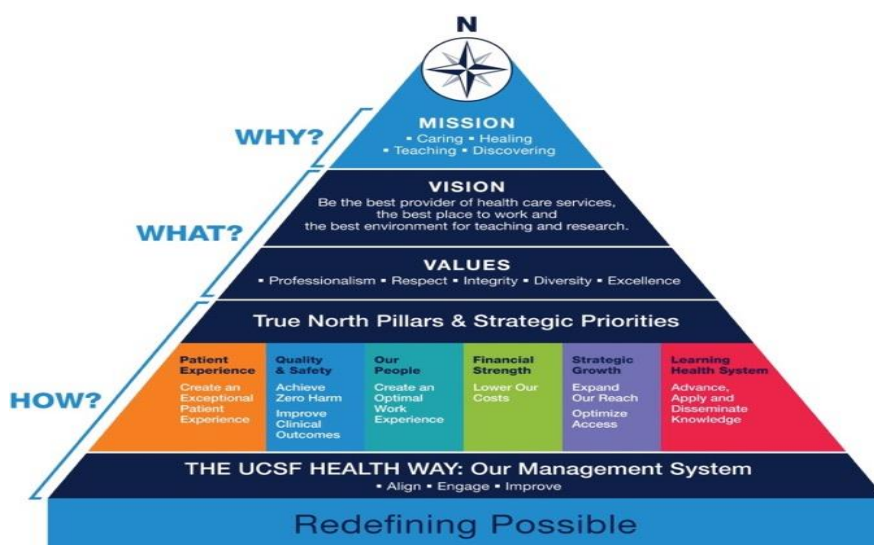 N
WHY?
MISSION
▪ Caring ▪ Healing
▪ Teaching ▪ Discovering
WHAT?
VISION
Be the best provider of health care services,
the best place to work and
the best environment for teaching and research.
VALUES
▪ Professionalism ▪ Respect ▪ Integrity ▪ Diversity ▪ Excellence
HOW?
True North Pillars & Strategic Priorities
Patient
Experience
Create an
Exceptional
Patient
Experience
Quality
& Safety
Achieve
Zero Harm
Improve
Clinical
Outcomes
Our
People
Create an
Optimal
Work
Experience
Financial
Strength
Lower Our
Costs
Strategic
Growth
Expand
Our Reach
Optimize
Access
Learning
Health System
Advance,
Apply and
Disseminate
Knowledge
THE UCSF HEALTH WAY: Our Management System
▪ Align ▪ Engage ▪ Improve
Redefining Possible